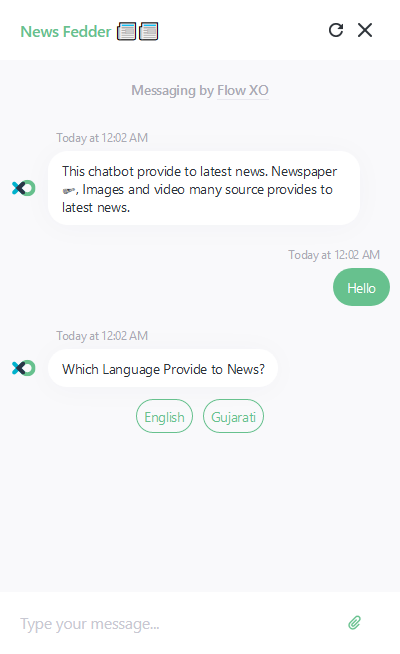 News Fedder 📰📰
Messaging by Flow XO
Today at 12:02 AM
This chatbot provide to latest news. Newspaper
🗞, Images and video many source provides to
latest news.
Today at 12:02 AM
Hello
Today at 12:02 AM
Which Language Provide to News?
English Gujarati
Type your message...